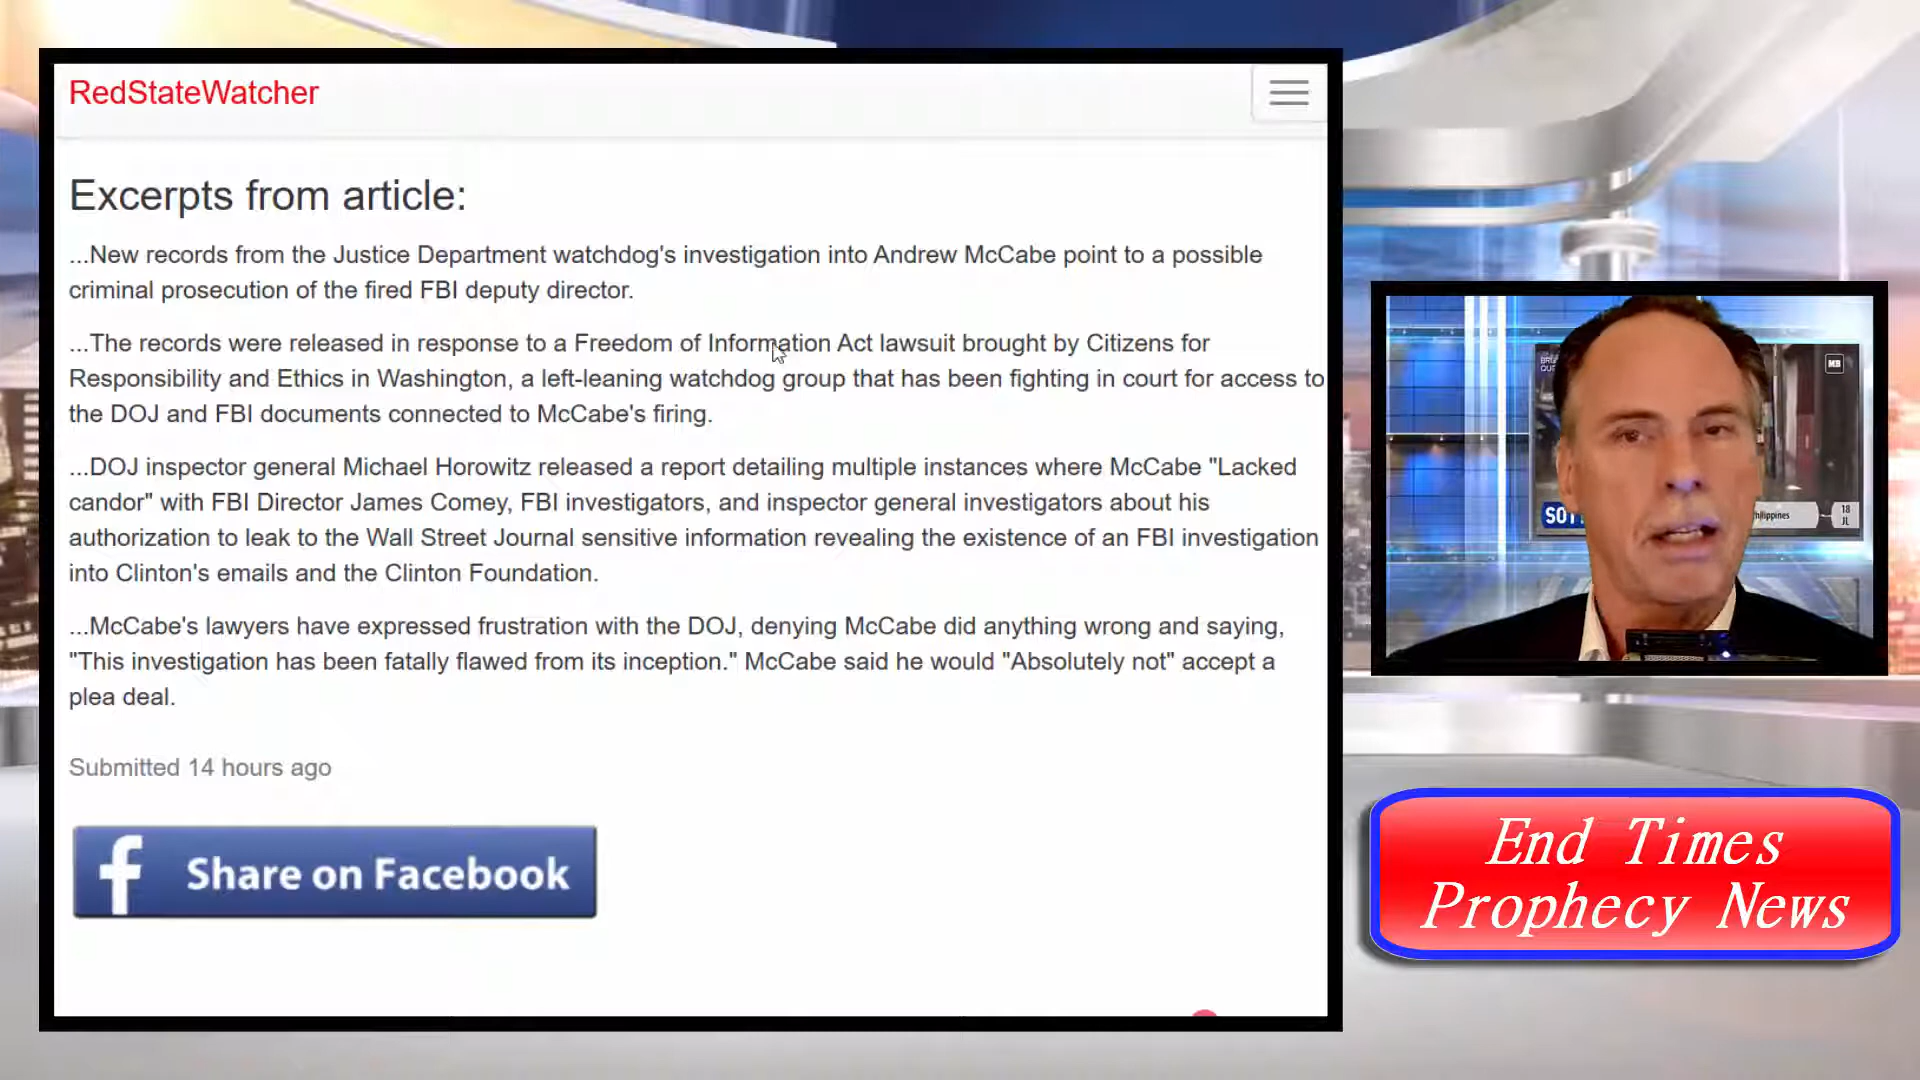 RedStateWatcher
Excerpts from article:
...New records from the Justice Department watchdog's investigation into Andrew McCabe point to a possible
criminal prosecution of the fired FBI deputy director.
...The records were released in response to a Freedom of Information Act lawsuit brought by Citizens for
Responsibility and Ethics in Washington, a left-leaning watchdog group that has been fighting in court for access to
the DOJ and FBI documents connected to McCabe's firing.
...DOJ inspector general Michael Horowitz released a report detailing multiple instances where McCabe "Lacked
candor" with FBI Director James Comey, FBI investigators, and inspector general investigators about his
authorization to leak to the Wall Street Journal sensitive information revealing the existence of an FBI investigation
into Clinton's emails and the Clinton Foundation.
...McCabe's lawyers have expressed frustration with the DOJ, denying McCabe did anything wrong and saying,
"This investigation has been fatally flawed from its inception." McCabe said he would "Absolutely not" accept a
plea deal.
Submitted 14 hours ago
f Share on Facebook
MB
18
End Times
Prophecy News